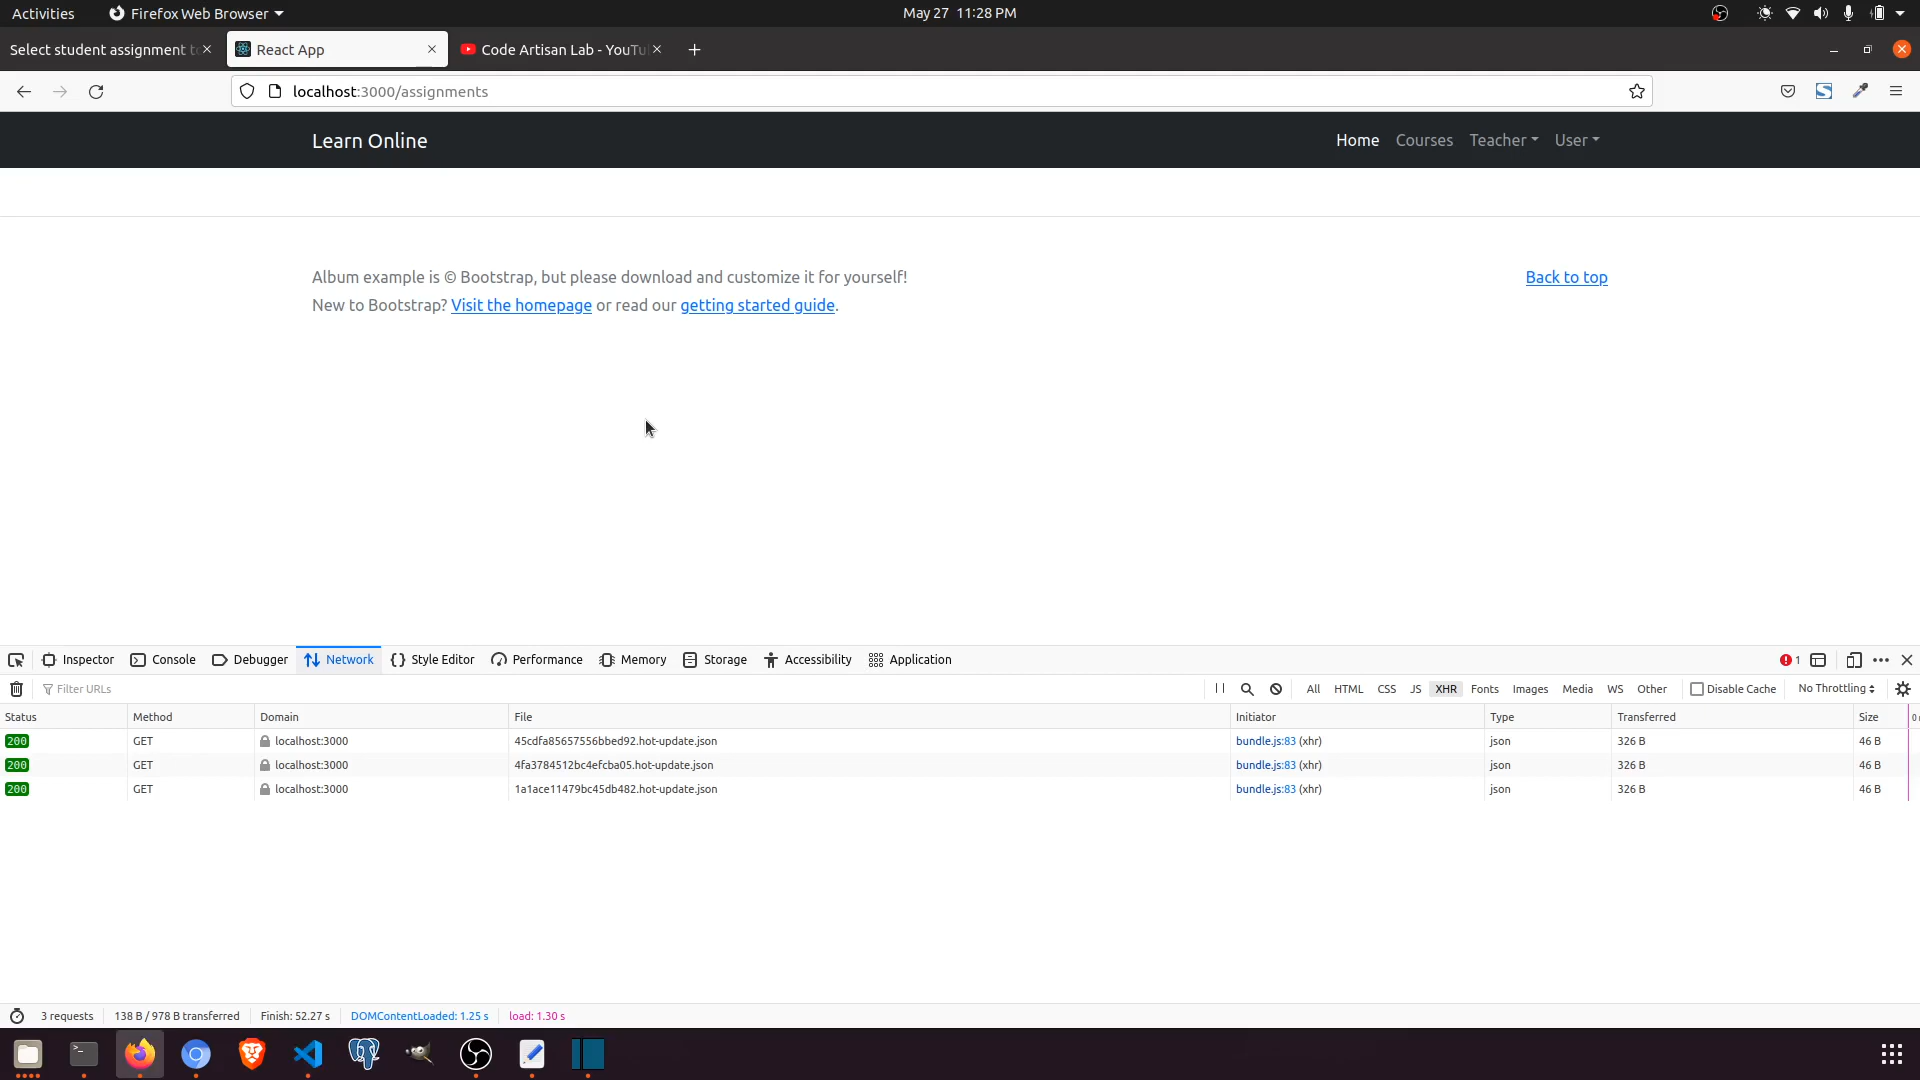 Activities Firefox Web Browser May 27 11:28 PM
Select student assignment t React App Code Artisan Lab - YouTu
localhost:3000/assignments
Learn Online Home Courses Teacher User
Album example is © Bootstrap, but please download and customize it for yourself! Back to top
New to Bootstrap? Visit the homepage or read our getting started guide.
Inspector Console Debugger Network Style Editor Performance Memory Storage Accessibility Application 1
Filter URLs All HTML CSS JS XHR Fonts Images Media WS Other Disable Cache No Throttling
Status Method Domain File Initiator Type Transferred Size 0
200 GET localhost:3000 45cdfa85657556bbed92.hot-update.json bundle.js:83 (xhr) json 326 B 46 B
200 GET localhost:3000 4fa3784512bc4efcba05.hot-update.json bundle.js:83 (xhr) json 326 B 46 B
200 GET localhost:3000 1a1ace11479bc45db482.hot-update.json bundle.js:83 (xhr) json 326 B 46 B
3 requests 138 B / 978 B transferred Finish: 52.27 s DOMContentLoaded: 1.25 s load: 1.30 s